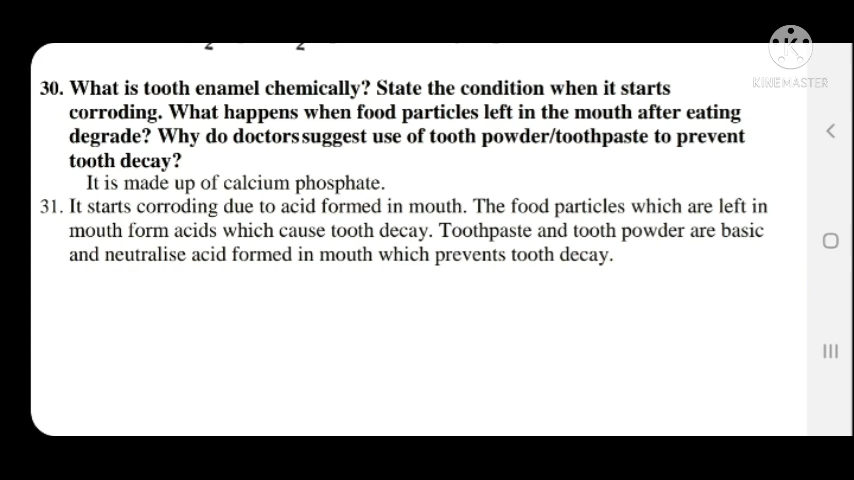 2 2
KINEMASTER
30. What is tooth enamel chemically? State the condition when it starts
corroding. What happens when food particles left in the mouth after eating
degrade? Why do doctors suggest use of tooth powder/toothpaste to prevent
tooth decay?
It is made up of calcium phosphate.
31. It starts corroding due to acid formed in mouth. The food particles which are left in
mouth form acids which cause tooth decay. Toothpaste and tooth powder are basic
and neutralise acid formed in mouth which prevents tooth decay.